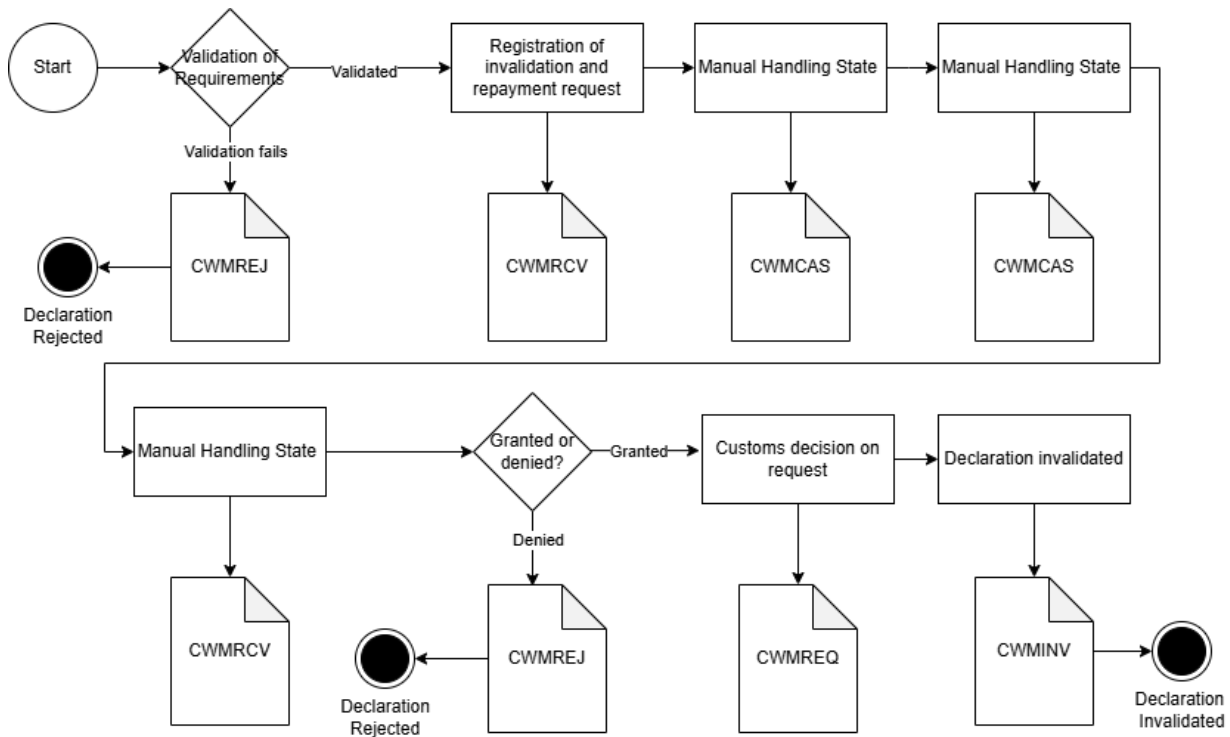 Start
Validation of
Requirements
Validated
Registration of
invalidation and
repayment request
Manual Handling State
Manual Handling State
Validation fails
CWMREJ
CWMRCV
CWMCAS
CWMCAS
Declaration
Rejected
Manual Handling State
Granted or
denied?
Granted
Customs decision on
request
Declaration invalidated
Denied
CWMRCV
CWMREJ
CWMREQ
CWMINV
Declaration
Rejected
Declaration
Invalidated